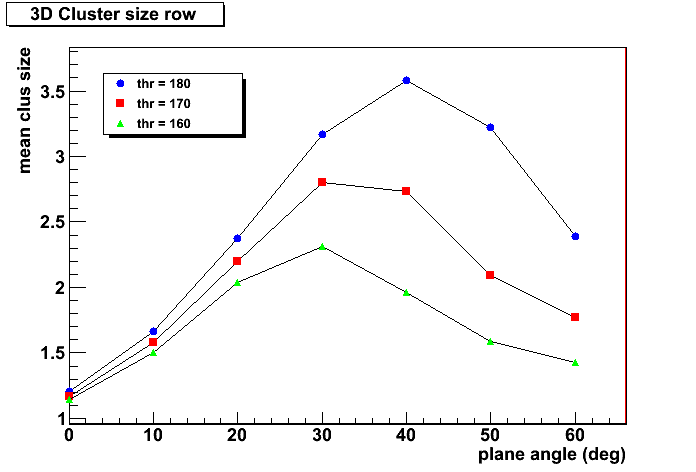 3D Cluster size row
mean clus size
thr = 180
thr = 170
thr = 160
3.5
3
2.5
2
1.5
1
0 10 20 30 40 50 60
plane angle (deg)